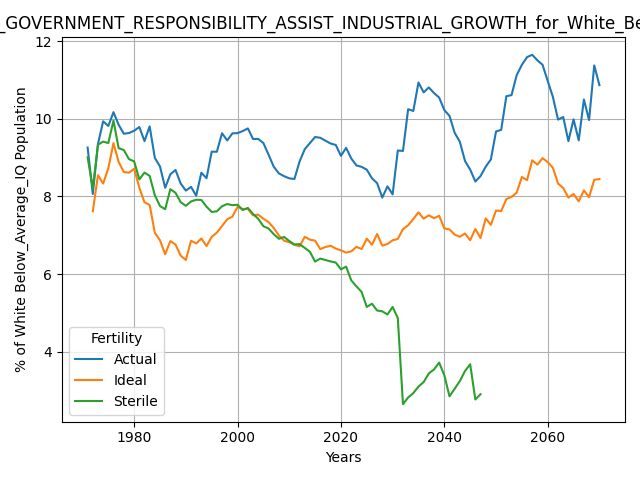 _GOVERNMENT_RESPONSIBILITY_ASSIST_INDUSTRIAL_GROWTH_for_White_Be
12
10
8
6
4
% of White Below_Average_IQ Population
Fertility
Actual
Ideal
Sterile
1980 2000 2020 2040 2060
Years